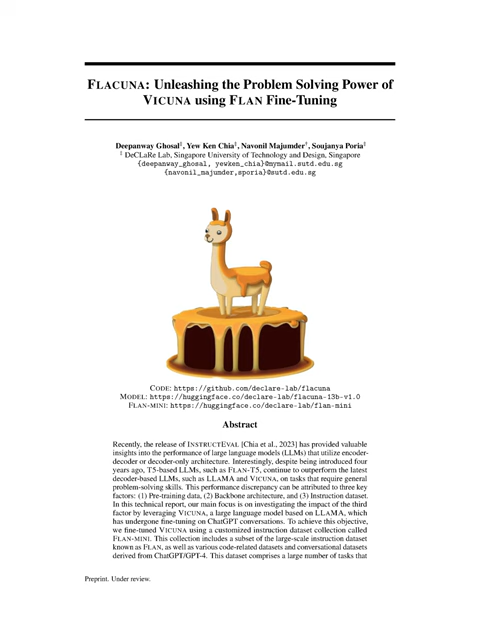 FLACUNA: Unleashing the Problem Solving Power of
VICUNA using FLAN Fine-Tuning
Deepanway Ghosal‡, Yew Ken Chia‡, Navonil Majumder†, Soujanya Poria‡
‡ DeCLaRe Lab, Singapore University of Technology and Design, Singapore
{deepanway_ghosal, yewken_chia}@mymail.sutd.edu.sg
{navonil_majumder,sporia}@sutd.edu.sg
CODE: https://github.com/declare-lab/flacuna
MODEL: https://huggingface.co/declare-lab/flacuna-13b-v1.0
FLAN-MINI: https://huggingface.co/declare-lab/flan-mini
Abstract
Recently, the release of INSTRUCTEVAL [Chia et al., 2023] has provided valuable
insights into the performance of large language models (LLMs) that utilize encoder-
decoder or decoder-only architecture. Interestingly, despite being introduced four
years ago, T5-based LLMs, such as FLAN-T5, continue to outperform the latest
decoder-based LLMs, such as LLAMA and VICUNA, on tasks that require general
problem-solving skills. This performance discrepancy can be attributed to three key
factors: (1) Pre-training data, (2) Backbone architecture, and (3) Instruction dataset.
In this technical report, our main focus is on investigating the impact of the third
factor by leveraging VICUNA, a large language model based on LLAMA, which
has undergone fine-tuning on ChatGPT conversations. To achieve this objective,
we fine-tuned VICUNA using a customized instruction dataset collection called
FLAN-MINI. This collection includes a subset of the large-scale instruction dataset
known as FLAN, as well as various code-related datasets and conversational datasets
derived from ChatGPT/GPT-4. This dataset comprises a large number of tasks that
Preprint. Under review.